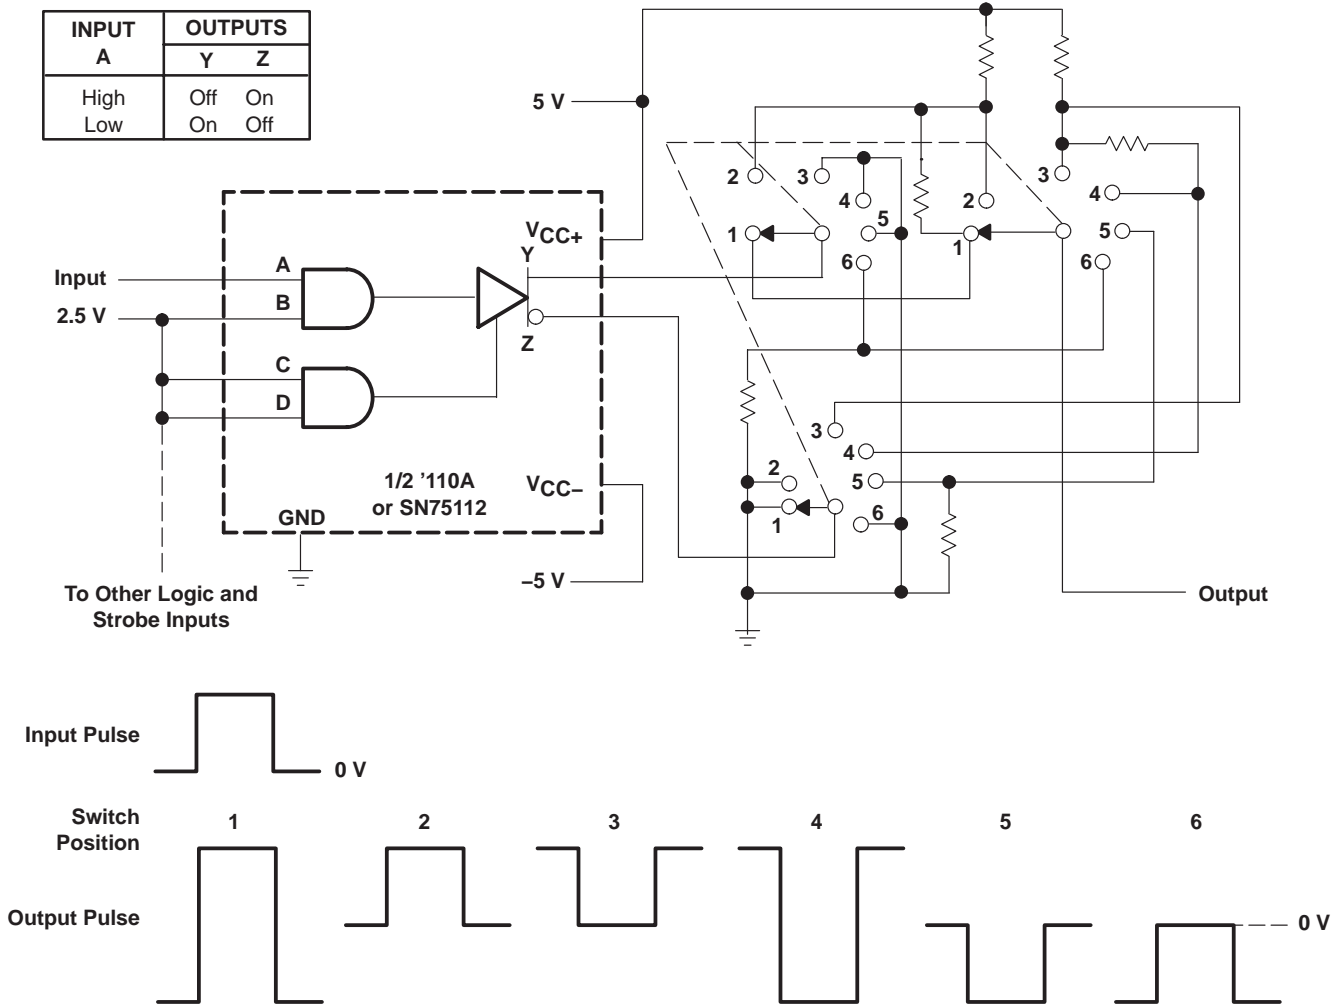 INPUT OUTPUTS
A Y Z
High Off On
Low On Off
5 V
2 3 3
4 2 4
1 5 1 5
6 6
VCC+
Y
Input A
B
2.5 V
Z
C
D
3
4
2 5
1 6
1/2 ’110A
or SN75112
VCC–
GND
–5 V
To Other Logic and
Strobe Inputs
Output
Input Pulse
0 V
Switch
Position
1 2 3 4 5 6
Output Pulse
0 V